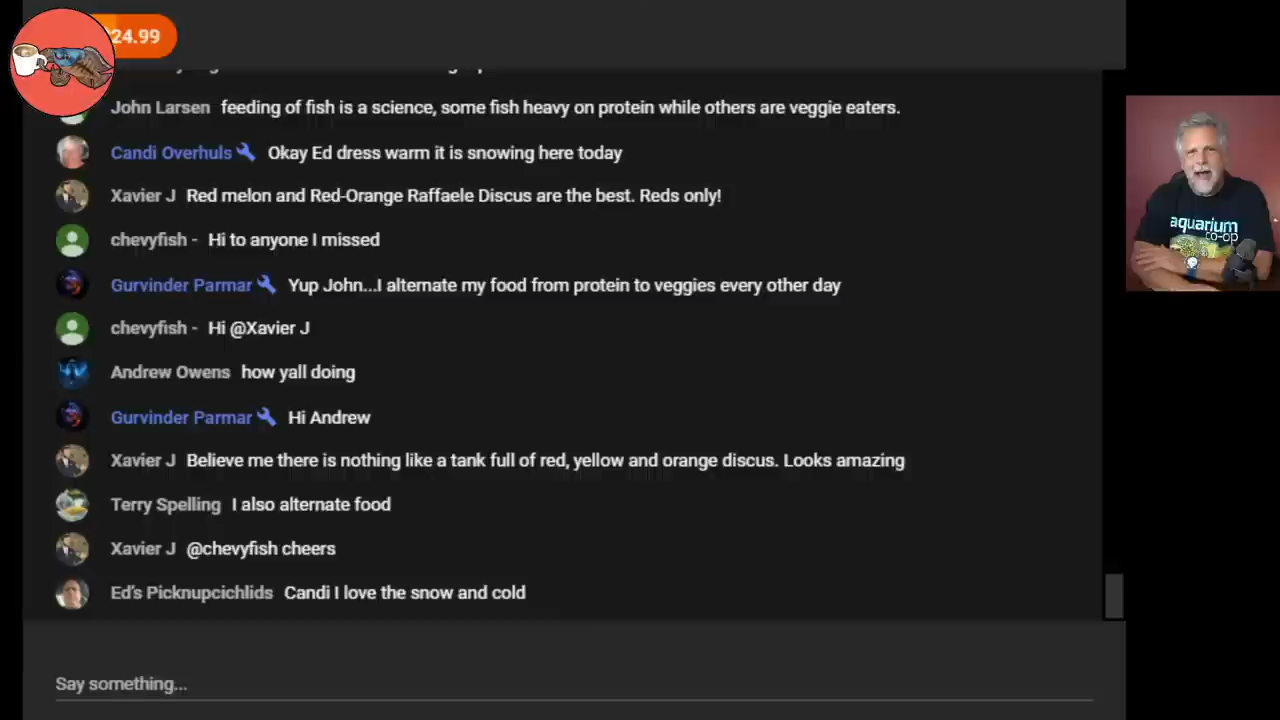 24.99
John Larsen feeding of fish is a science, some fish heavy on protein while others are veggie eaters.
Candi Overhuls Okay Ed dress warm it is snowing here today
Xavier J Red melon and Red-Orange Raffaele Discus are the best. Reds only!
chevyfish - Hi to anyone I missed
Gurvinder Parmar Yup John...I alternate my food from protein to veggies every other day
chevyfish - Hi @Xavier J
Andrew Owens how yall doing
Gurvinder Parmar Hi Andrew
Xavier J Believe me there is nothing like a tank full of red, yellow and orange discus. Looks amazing
Terry Spelling I also alternate food
Xavier J @chevyfish cheers
Ed's Picknupcichlids Candi I love the snow and cold
Say something...
aquarium
co-op